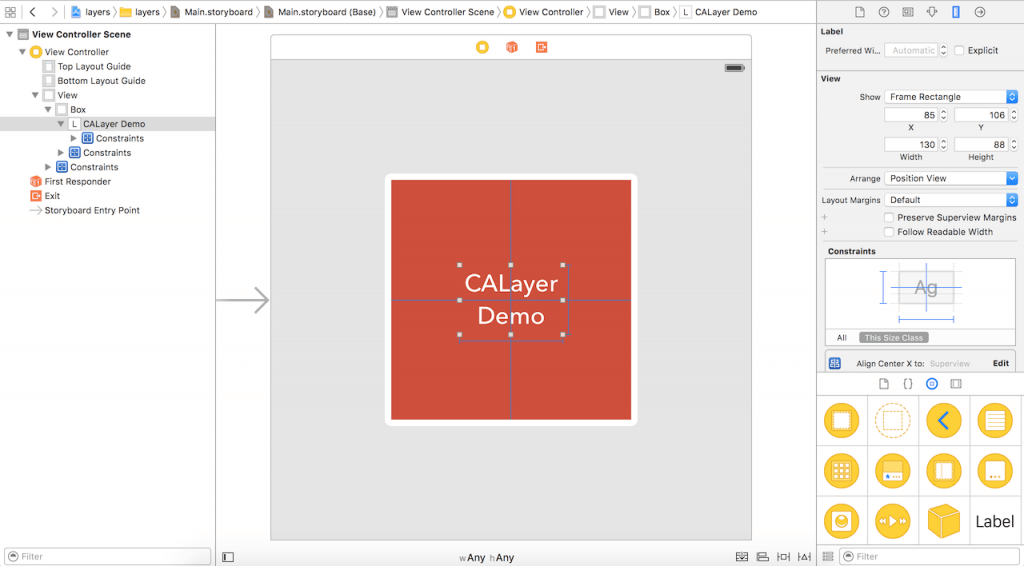 layers layers Main.storyboard Main.storyboard (Base) View Controller Scene View Controller View Box L CALayer Demo
View Controller Scene
View Controller
Top Layout Guide
Bottom Layout Guide
View
Box
L CALayer Demo
Constraints
Constraints
Constraints
First Responder
Exit
Storyboard Entry Point
Filter
CALayer
Demo
wAny hAny
Label
Preferred Wi... Automatic Explicit
View
Show Frame Rectangle
85 106
X Y
130 88
Width Height
Arrange Position View
Layout Margins Default
Preserve Superview Margins
Follow Readable Width
Constraints
Ag
All This Size Class
Align Center X to: Superview Edit
{}
Label
Filter